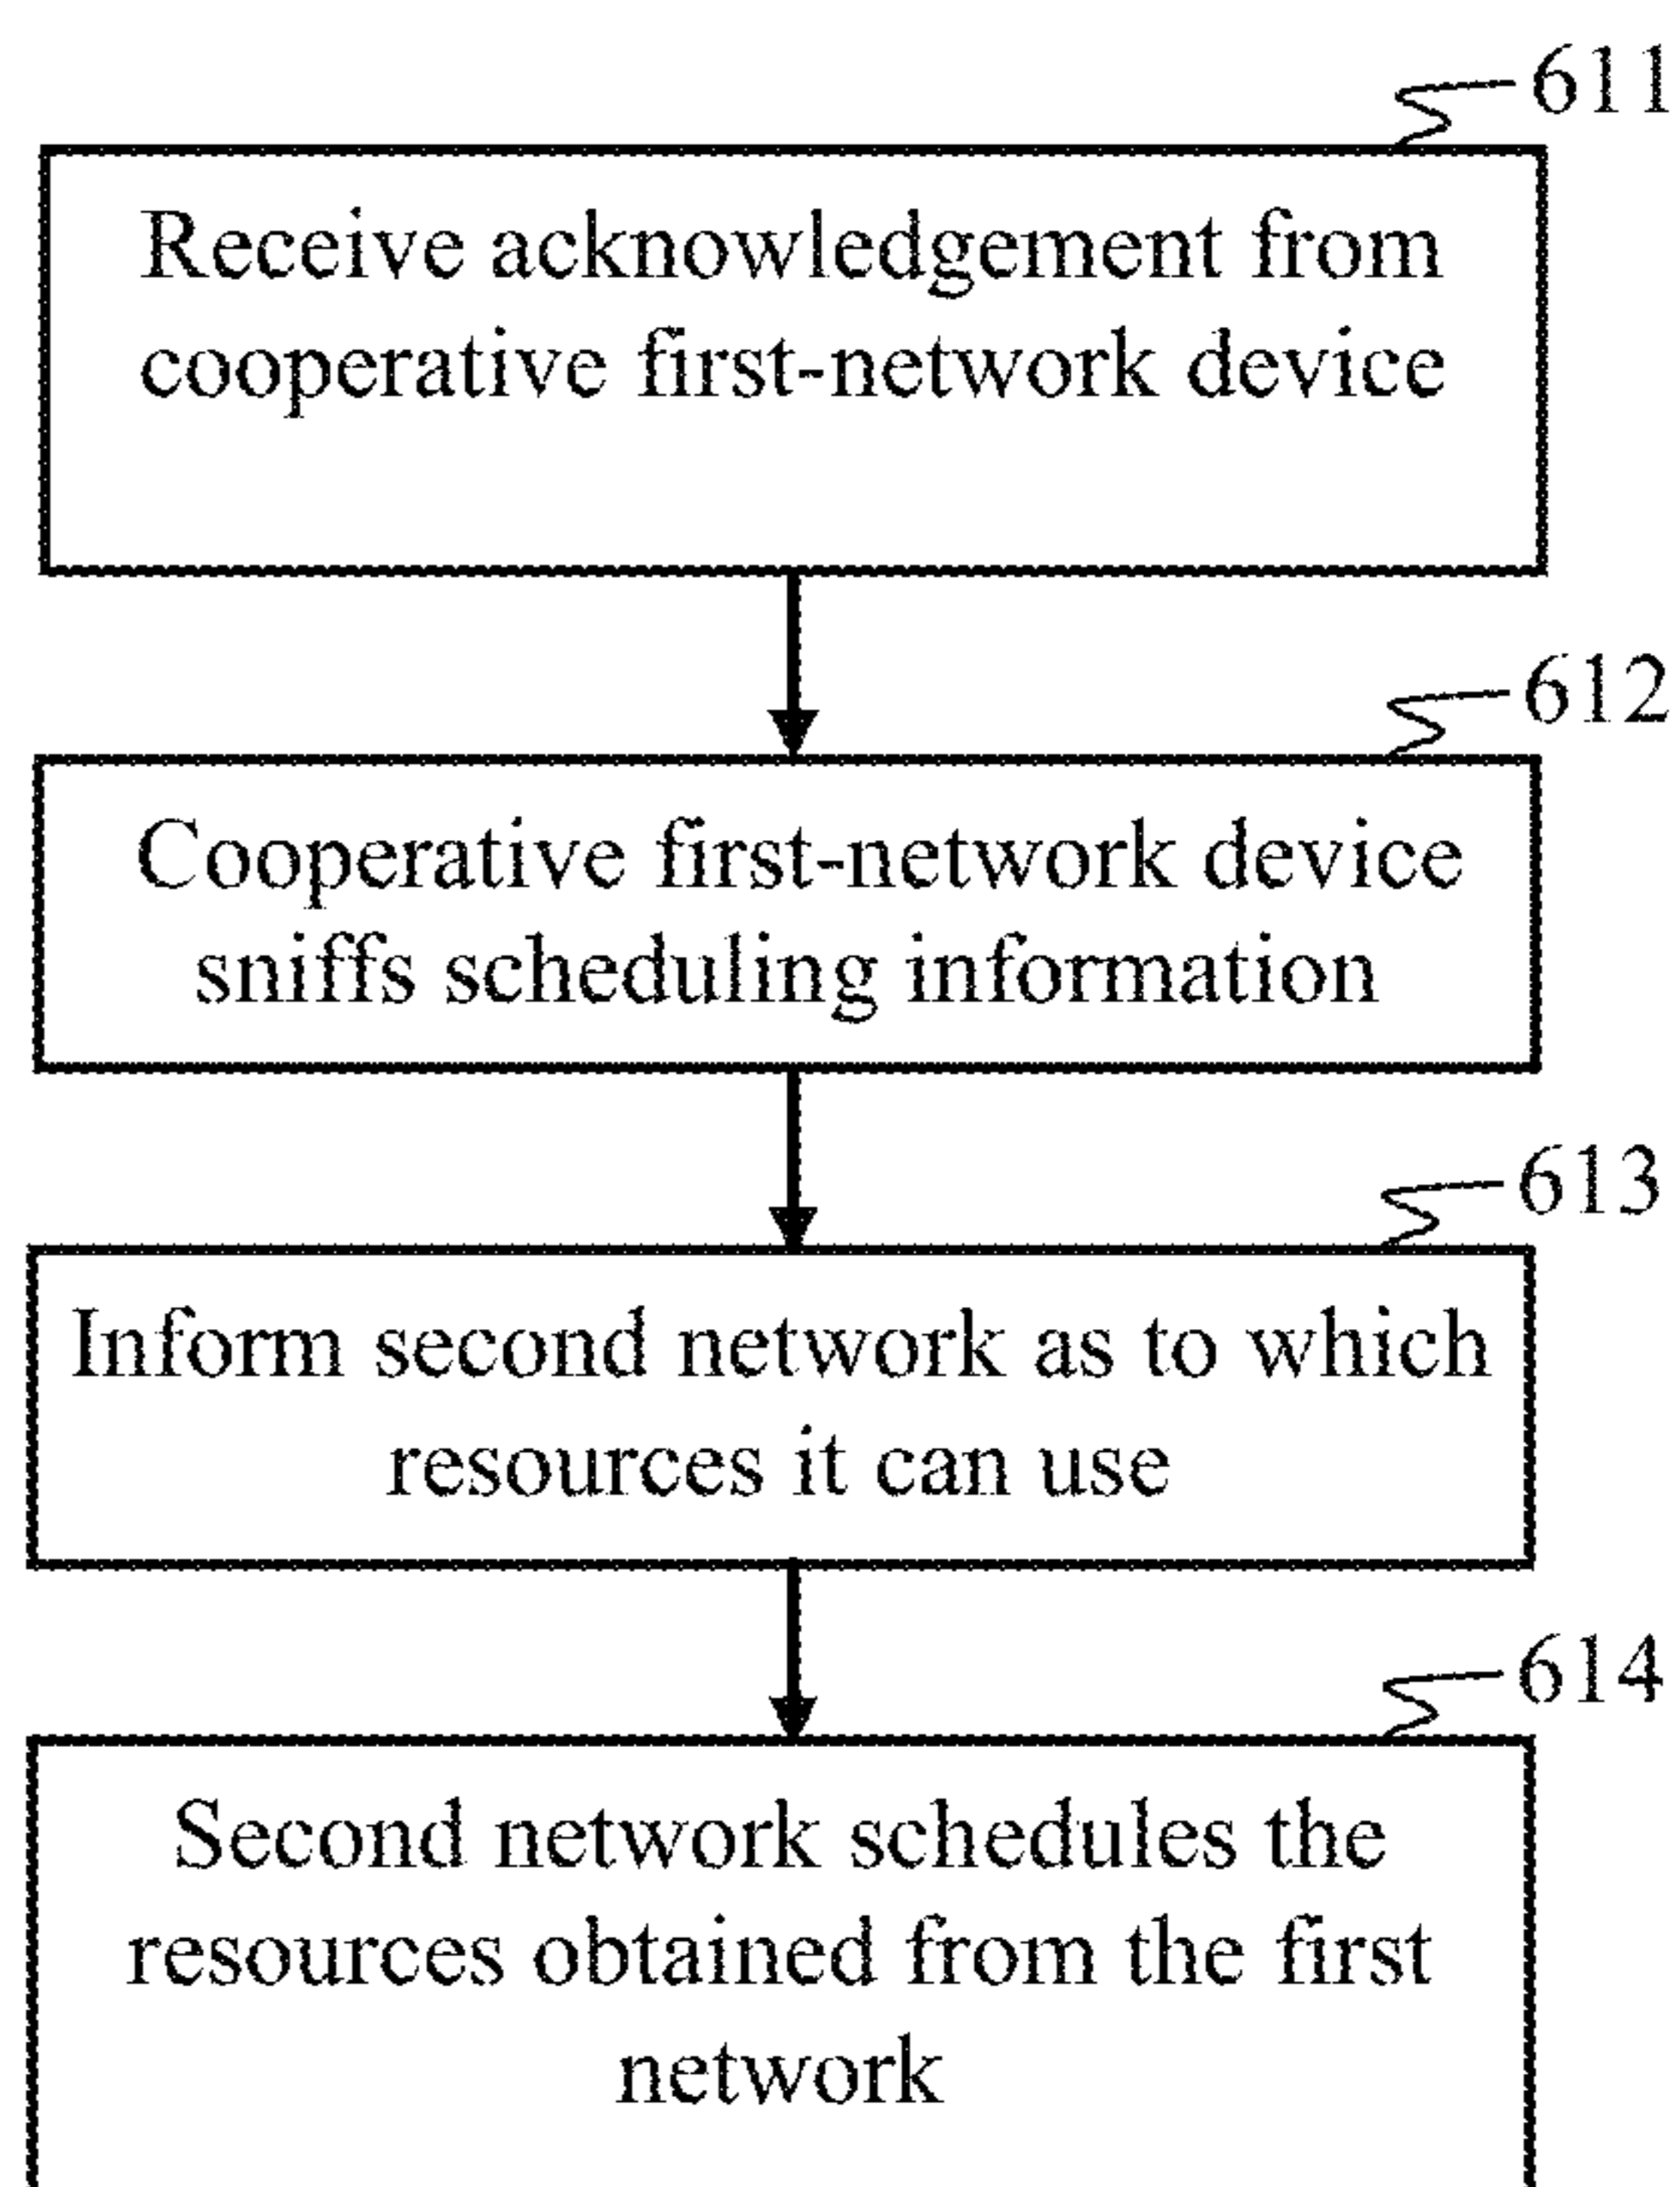 611
Receive acknowledgement from
cooperative first-network device
612
Cooperative first-network device
sniffs scheduling information
613
Inform second network as to which
resources it can use
614
Second network schedules the
resources obtained from the first
network